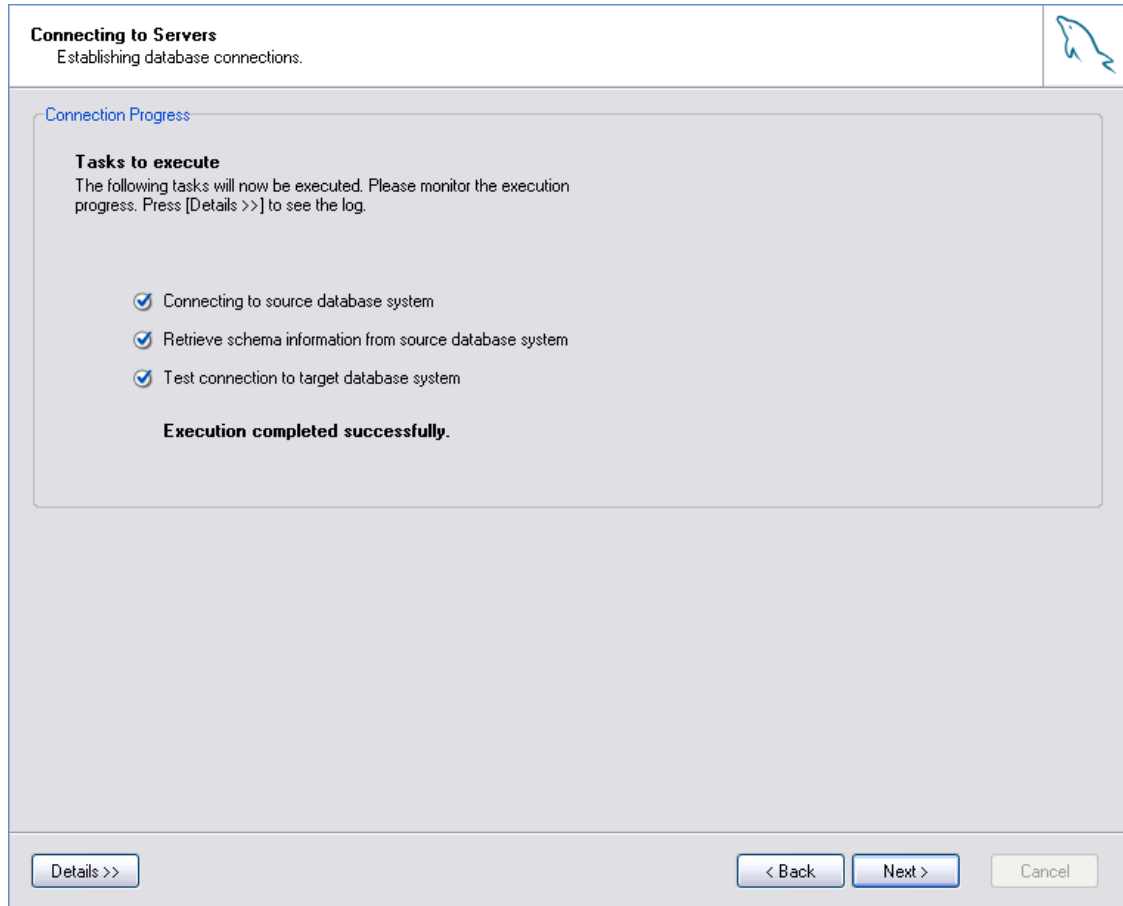 Connecting to Servers
Establishing database connections.
Connection Progress
Tasks to execute
The following tasks will now be executed. Please monitor the execution
progress. Press [Details >>] to see the log.
Connecting to source database system
Retrieve schema information from source database system
Test connection to target database system
Execution completed successfully.
Details >>
< Back
Next >
Cancel